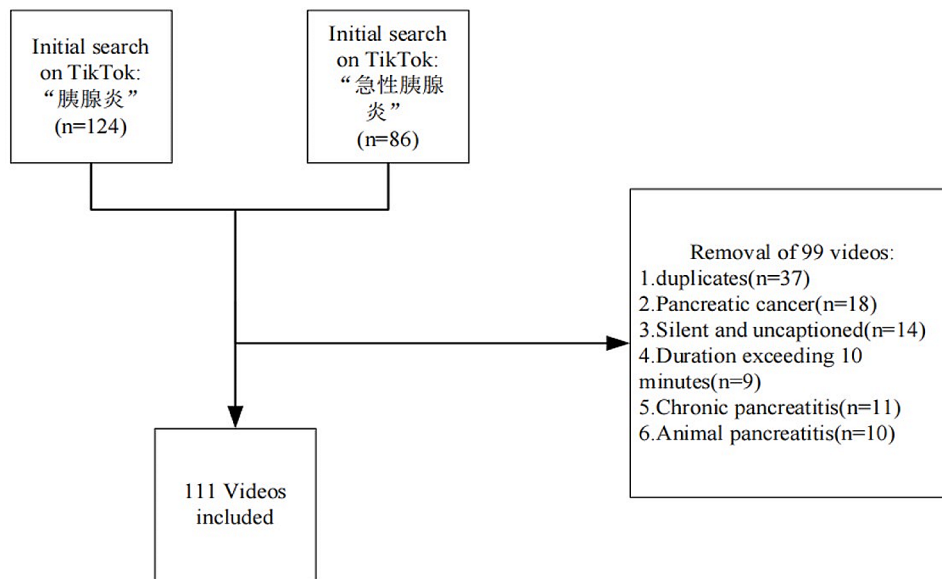 Initial search
on TikTok:
“胰腺炎”
(n=124)
Initial search
on TikTok:
“急性胰腺
炎”
(n=86)
Removal of 99 videos:
1.duplicates(n=37)
2.Pancreatic cancer(n=18)
3.Silent and uncaptioned(n=14)
4.Duration exceeding 10
minutes(n=9)
5.Chronic pancreatitis(n=11)
6.Animal pancreatitis(n=10)
111 Videos
included